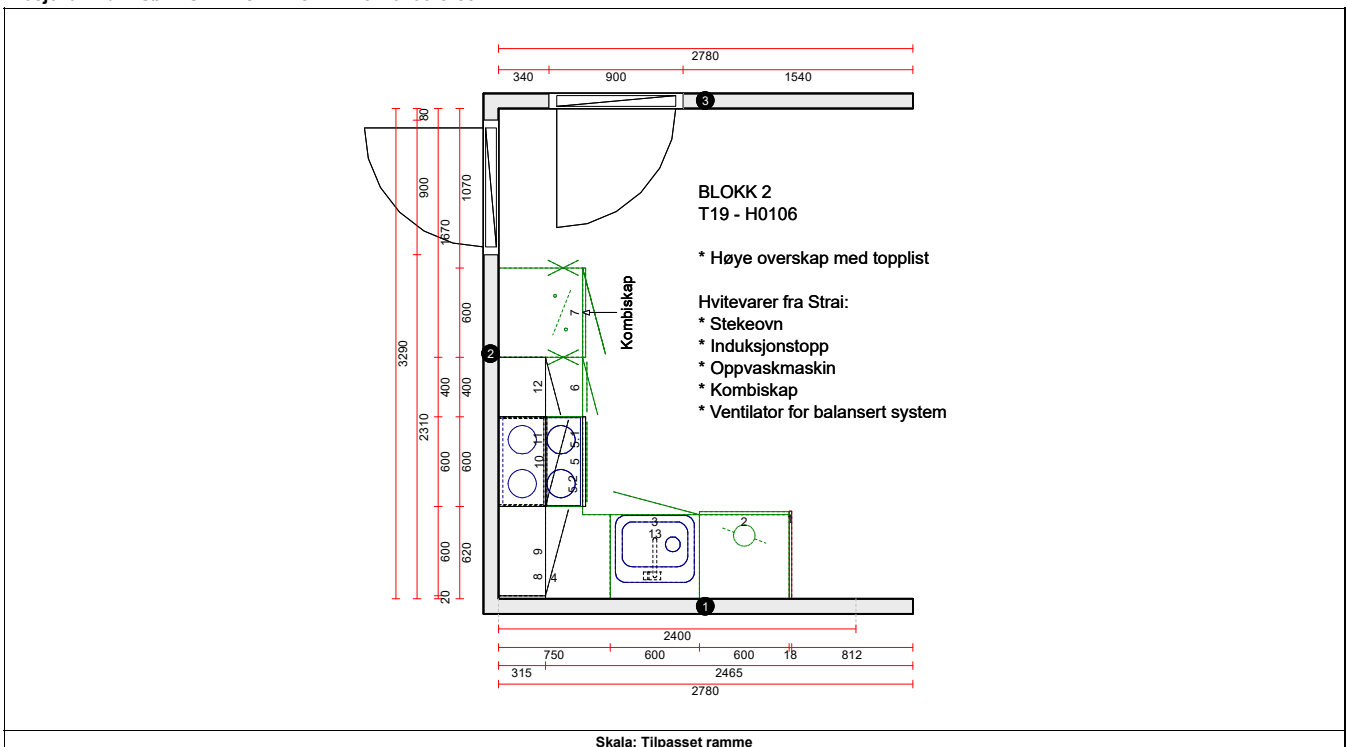 2780
340 900 1540
3
80
900
1070
1670
BLOKK 2
T19 - H0106
* Høye overskap med topplist
Hvitevarer fra Strai:
* Stekeovn
* Induksjonstopp
* Oppvaskmaskin
* Kombiskap
* Ventilator for balansert system
Kombiskap
7
600
2
3290
400
400
12
6
2310
600
600
11
10
5.1
5
5.2
3
13
2
600
620
9
8
4
20
1
2400
750 600 600 18 812
315 2465
2780
Skala: Tilpasset ramme